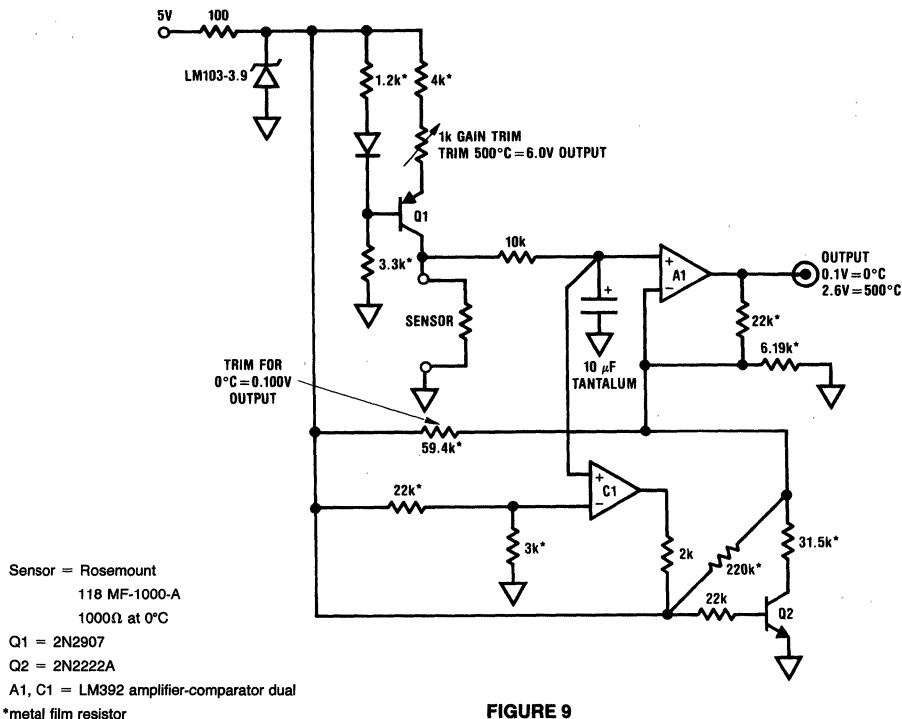 5V
100
LM103-3.9
1.2k*
4k*
1k GAIN TRIM
TRIM 500°C = 6.0V OUTPUT
Q1
3.3k*
10k
+
A1
−
OUTPUT
0.1V = 0°C
2.6V = 500°C
SENSOR
+
10 μF
TANTALUM
22k*
6.19k*
TRIM FOR
0°C = 0.100V
OUTPUT
59.4k*
22k*
+
C1
−
3k*
2k
220k*
31.5k*
22k
Q2
Sensor = Rosemount
118 MF-1000-A
1000Ω at 0°C
Q1 = 2N2907
Q2 = 2N2222A
A1, C1 = LM392 amplifier-comparator dual
*metal film resistor
FIGURE 9